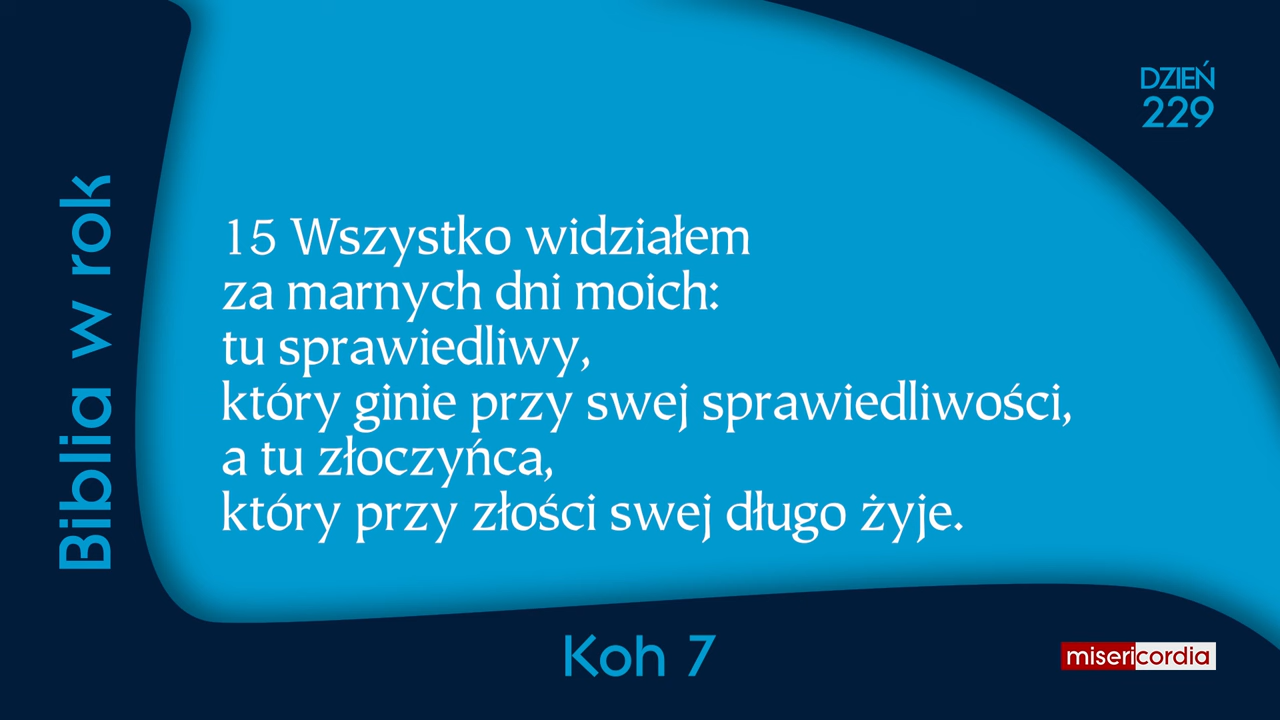 DZIEŃ
229
Biblia w rok
15 Wszystko widziałem
za marnych dni moich:
tu sprawiedliwy,
który ginie przy swej sprawiedliwości,
a tu złoczyńca,
który przy złości swej długo żyje.
Koh 7
misericordia